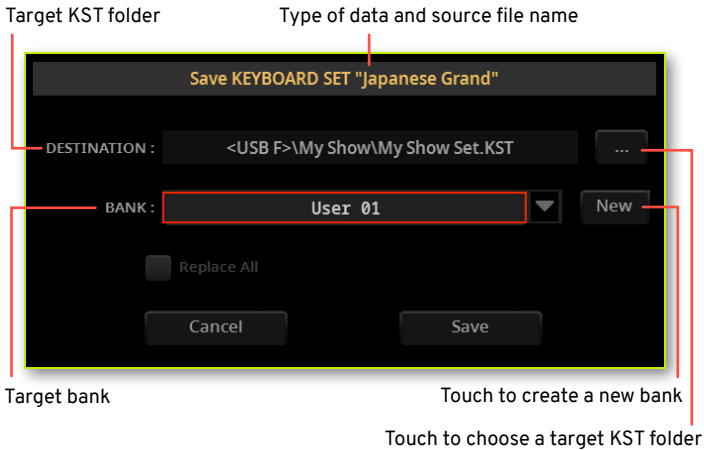 Target KST folder
Type of data and source file name
Save KEYBOARD SET "Japanese Grand"
DESTINATION :
<USB F>\My Show\My Show Set.KST
...
BANK :
User 01
New
Replace All
Cancel
Save
Target bank
Touch to create a new bank
Touch to choose a target KST folder